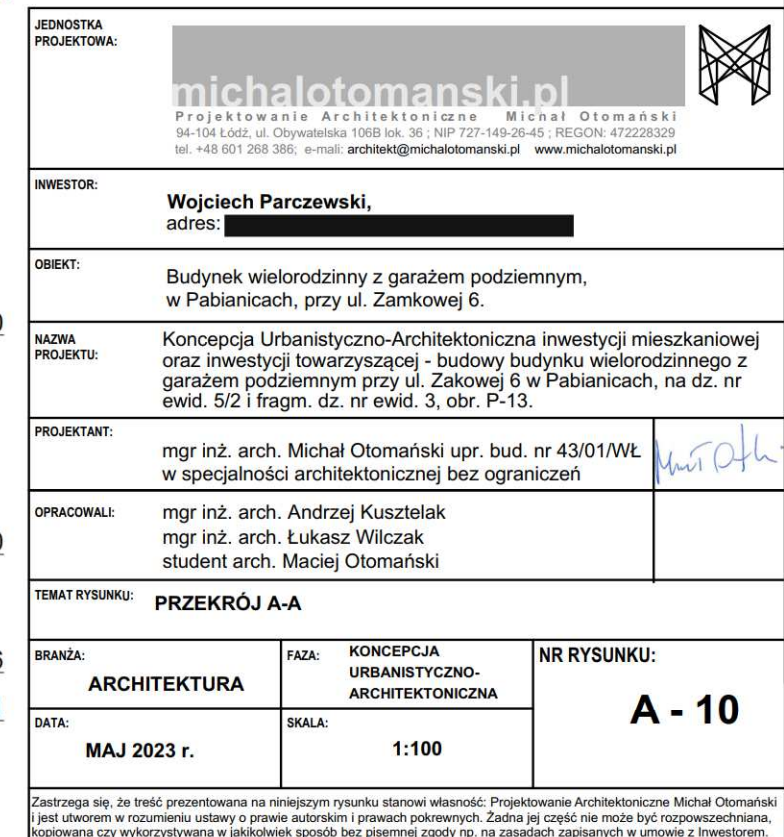 JEDNOSTKA
PROJEKTOWA:
michalotomanski.pl
Projektowanie Architektoniczne Michał Otomański
94-104 Łódź, ul. Obywatelska 106B lok. 36 ; NIP 727-149-26-45 ; REGON: 472228329
tel. +48 601 268 386; e-mali: architekt@michalotomanski.pl www.michalotomanski.pl
INWESTOR:
Wojciech Parczewski,
adres:
OBIEKT:
Budynek wielorodzinny z garażem podziemnym,
w Pabianicach, przy ul. Zamkowej 6.
NAZWA
PROJEKTU:
Koncepcja Urbanistyczno-Architektoniczna inwestycji mieszkaniowej
oraz inwestycji towarzyszącej - budowy budynku wielorodzinnego z
garażem podziemnym przy ul. Zakowej 6 w Pabianicach, na dz. nr
ewid. 5/2 i fragm. dz. nr ewid. 3, obr. P-13.
PROJEKTANT:
mgr inż. arch. Michał Otomański upr. bud. nr 43/01/WŁ
w specjalności architektonicznej bez ograniczeń
OPRACOWALI:
mgr inż. arch. Andrzej Kusztelak
mgr inż. arch. Łukasz Wilczak
student arch. Maciej Otomański
TEMAT RYSUNKU: PRZEKRÓJ A-A
BRANŻA:
ARCHITEKTURA
FAZA:
KONCEPCJA
URBANISTYCZNO-
ARCHITEKTONICZNA
NR RYSUNKU:
A - 10
DATA:
MAJ 2023 r.
SKALA:
1:100
Zastrzega się, że treść prezentowana na niniejszym rysunku stanowi własność: Projektowanie Architektoniczne Michał Otomański
i jest utworem w rozumieniu ustawy o prawie autorskim i prawach pokrewnych. Żadna jej część nie może być rozpowszechniana,
kopiowana czy wykorzystywana w jakikolwiek sposób bez pisemnej zgody np. na zasadach zapisanych w umowie z Inwestorem.